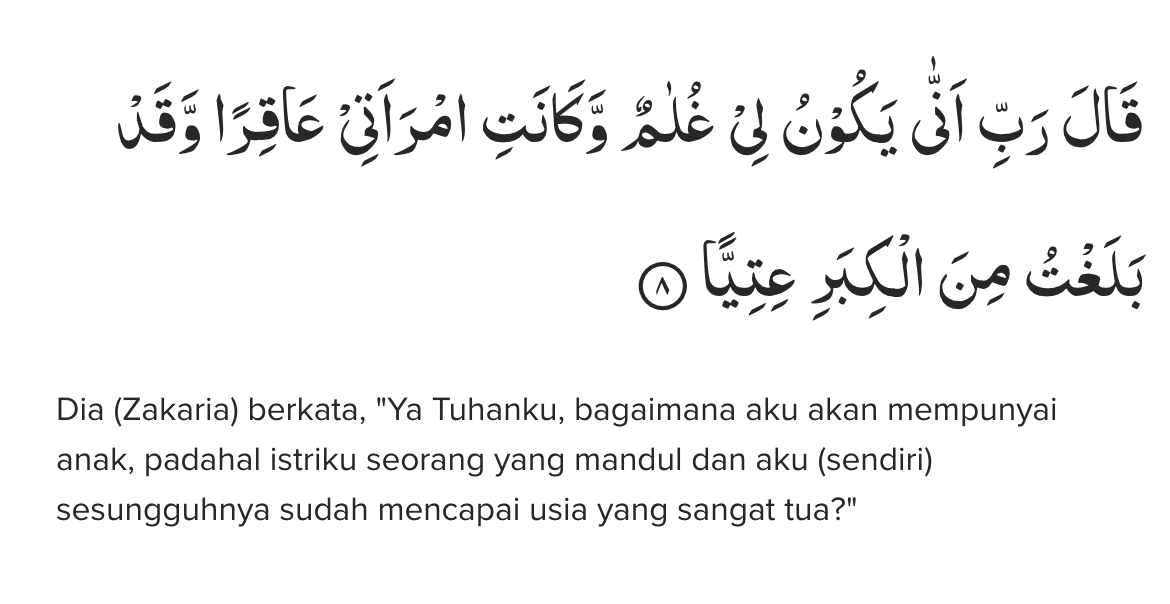 قَالَ رَبِّ اَنّٰى يَكُوْنُ لِيْ غُلٰمٌ وَّكَانَتِ امْرَاَتِيْ عَاقِرًا وَّقَدْ
بَلَغْتُ مِنَ الْكِبَرِ عِتِيًّا ٨
Dia (Zakaria) berkata, "Ya Tuhanku, bagaimana aku akan mempunyai
anak, padahal istriku seorang yang mandul dan aku (sendiri)
sesungguhnya sudah mencapai usia yang sangat tua?"